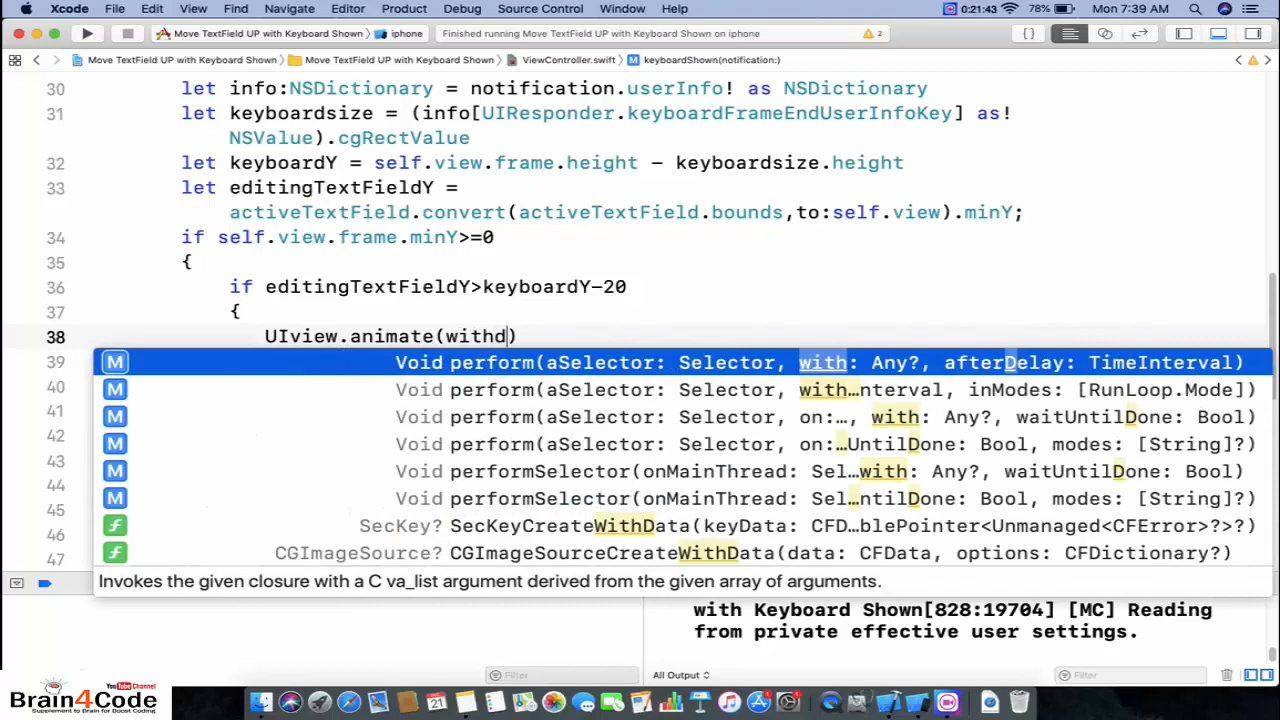 Xcode File Edit View Find Navigate Editor Product Debug Source Control Window Help 0:21:43 78% Mon 7:39 AM
Move TextField UP with Keyboard Shown iphone Finished running Move TextField UP with Keyboard Shown on iphone 2
Move TextField UP with Keyboard Shown Move TextField UP with Keyboard Shown ViewController.swift M keyboardShown(notification:)
30 let info:NSDictionary = notification.userInfo! as NSDictionary
31 let keyboardsize = (info[UIResponder.keyboardFrameEndUserInfoKey] as!
NSValue).cgRectValue
32 let keyboardY = self.view.frame.height - keyboardsize.height
33 let editingTextFieldY =
activeTextField.convert(activeTextField.bounds,to:self.view).minY;
34 if self.view.frame.minY>=0
35 {
36 if editingTextFieldY>keyboardY-20
37 {
38 UIview.animate(withd)
39 M Void perform(aSelector: Selector, with: Any?, afterDelay: TimeInterval)
40 M Void perform(aSelector: Selector, with…nterval, inModes: [RunLoop.Mode])
41 M Void perform(aSelector: Selector, on:…, with: Any?, waitUntilDone: Bool)
42 M Void perform(aSelector: Selector, on:…UntilDone: Bool, modes: [String]?)
43 M Void performSelector(onMainThread: Sel…with: Any?, waitUntilDone: Bool)
44 M Void performSelector(onMainThread: Sel…ntilDone: Bool, modes: [String]?)
45 f SecKey? SecKeyCreateWithData(keyData: CFD…blePointer<Unmanaged<CFError>?>?)
46 f CGImageSource? CGImageSourceCreateWithData(data: CFData, options: CFDictionary?)
47
Invokes the given closure with a C va_list argument derived from the given array of arguments.
with Keyboard Shown[828:19704] [MC] Reading
from private effective user settings.
Filter All Output Filter
YouTube Channel
Brain4Code
Supplement to Brain for Boost Coding